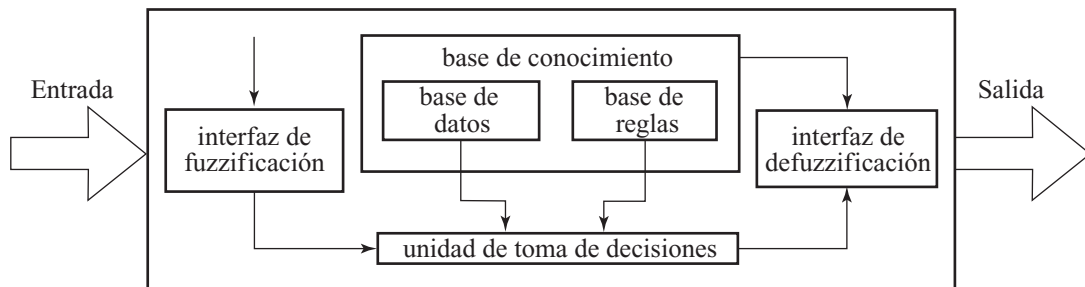 base de conocimiento
Entrada
Salida
base de
datos
base de
reglas
interfaz de
fuzzificación
interfaz de
defuzzificación
unidad de toma de decisiones